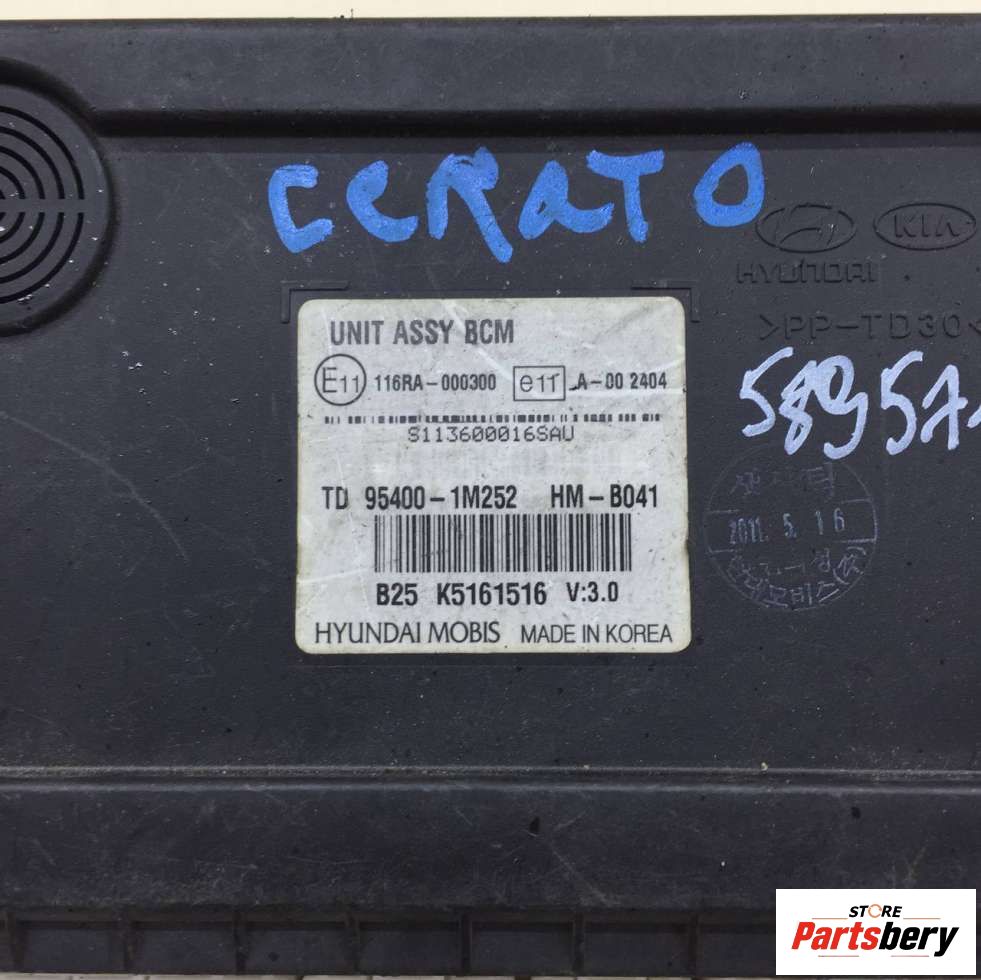 CERATO
HYUNDAI
KIA
>PP-TD30<
UNIT ASSY BCM
E11 116RA-000300 e11 A-00 2404
S113600016SAU
TD 95400-1M252 HM-B041
B25 K5161516 V:3.0
HYUNDAI MOBIS MADE IN KOREA
58957
2011. 5. 16
STORE
Partsbery